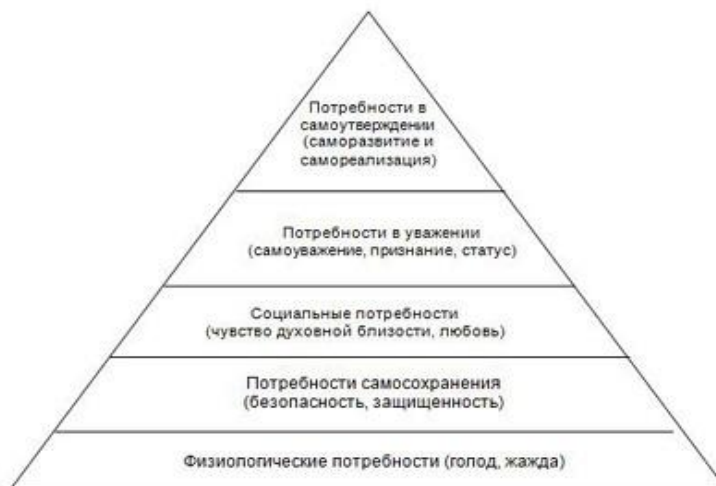 Потребности в
самоутверждении
(саморазвитие и
самореализация)
Потребности в уважении
(самоуважение, признание, статус)
Социальные потребности
(чувство духовной близости, любовь)
Потребности самосохранения
(безопасность, защищенность)
Физиологические потребности (голод, жажда)